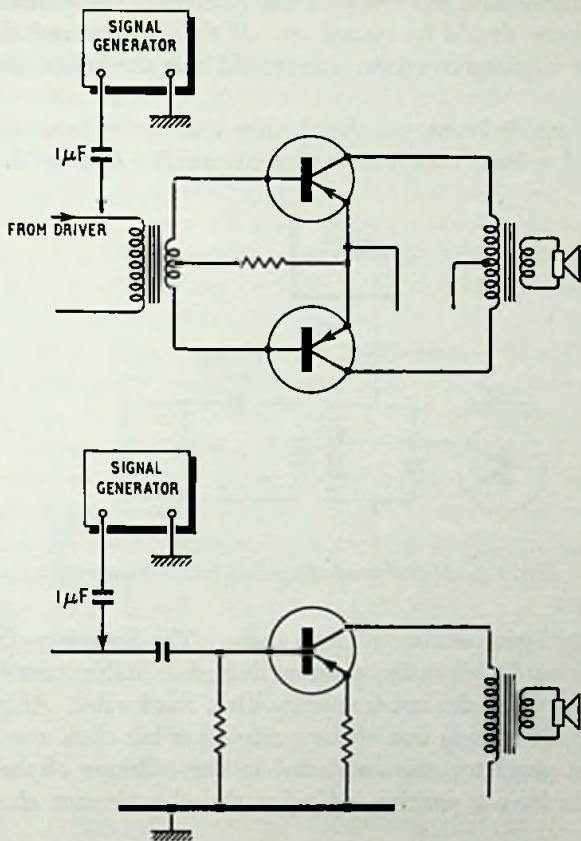 SIGNAL
GENERATOR
1μF
FROM DRIVER
SIGNAL
GENERATOR
1μF